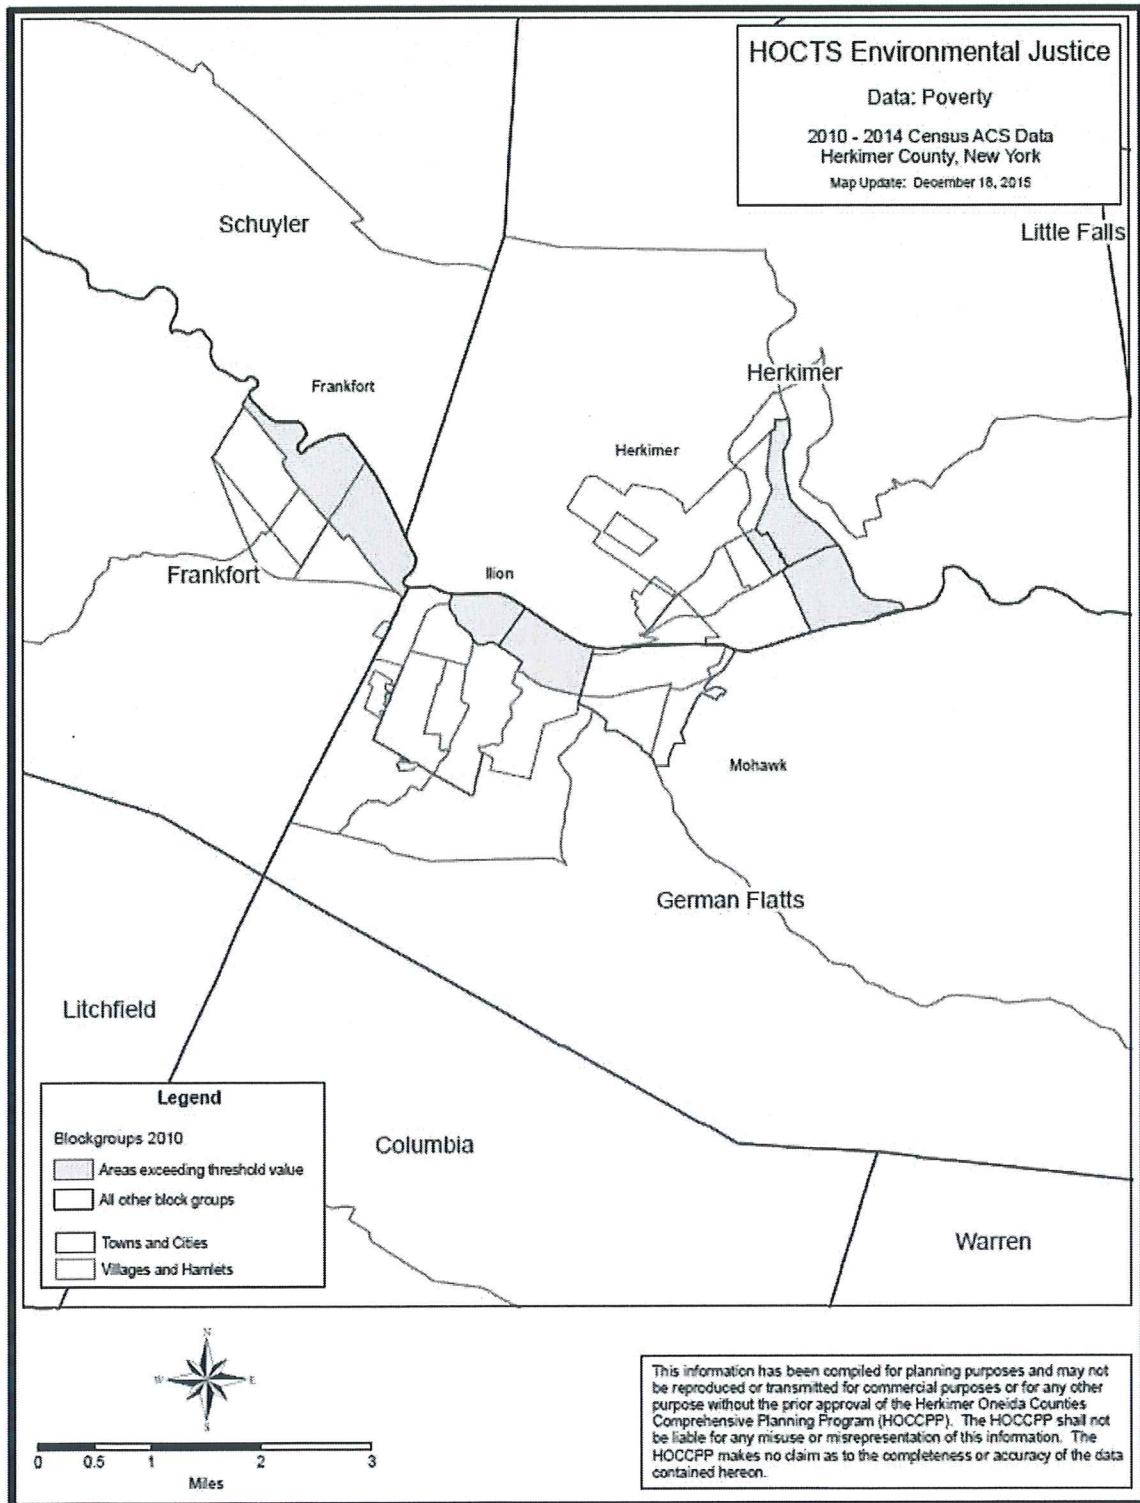 HOCTS Environmental Justice
Data: Poverty
2010 - 2014 Census ACS Data
Herkimer County, New York
Map Update: December 18, 2015
Schuyler
Little Falls
Herkimer
Frankfort
Herkimer
Frankfort
Ilion
Mohawk
German Flatts
Litchfield
Columbia
Warren
Legend
Blockgroups 2010
Areas exceeding threshold value
All other block groups
Towns and Cities
Villages and Hamlets
N
W E
S
0 0.5 1 2 3
Miles
This information has been compiled for planning purposes and may not
be reproduced or transmitted for commercial purposes or for any other
purpose without the prior approval of the Herkimer Oneida Counties
Comprehensive Planning Program (HOCCPP). The HOCCPP shall not
be liable for any misuse or misrepresentation of this information. The
HOCCPP makes no claim as to the completeness or accuracy of the data
contained hereon.